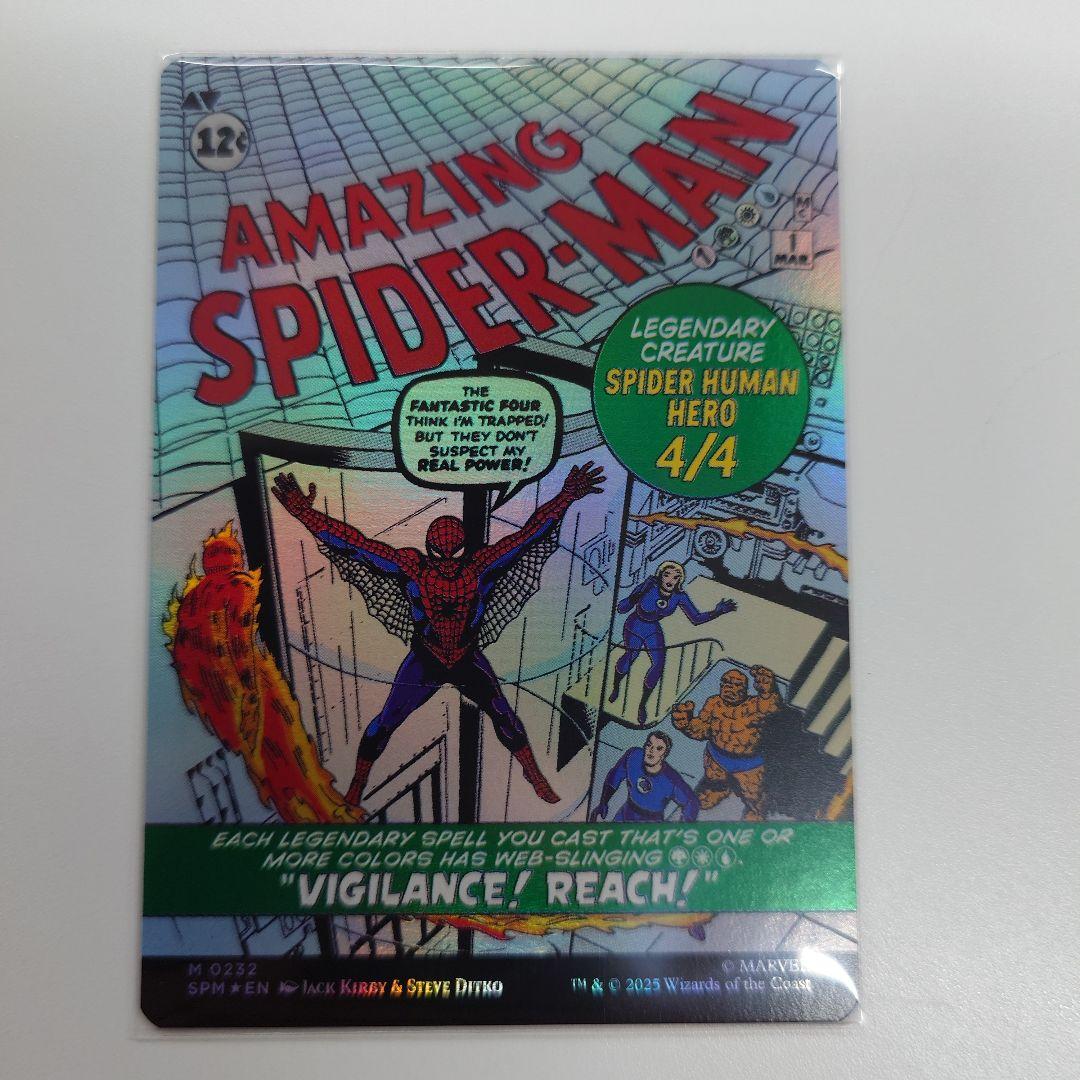 12¢
AMAZING
SPIDER-MAN
M
C
1
MAR
LEGENDARY
CREATURE
SPIDER HUMAN
HERO
4/4
THE
FANTASTIC FOUR
THINK I'M TRAPPED!
BUT THEY DON'T
SUSPECT MY
REAL POWER!
EACH LEGENDARY SPELL YOU CAST THAT'S ONE OR
MORE COLORS HAS WEB-SLINGING .
"VIGILANCE! REACH!"
M 0232
SPM★EN JACK KIRBY & STEVE DITKO
© MARVEL
TM & © 2025 Wizards of the Coast